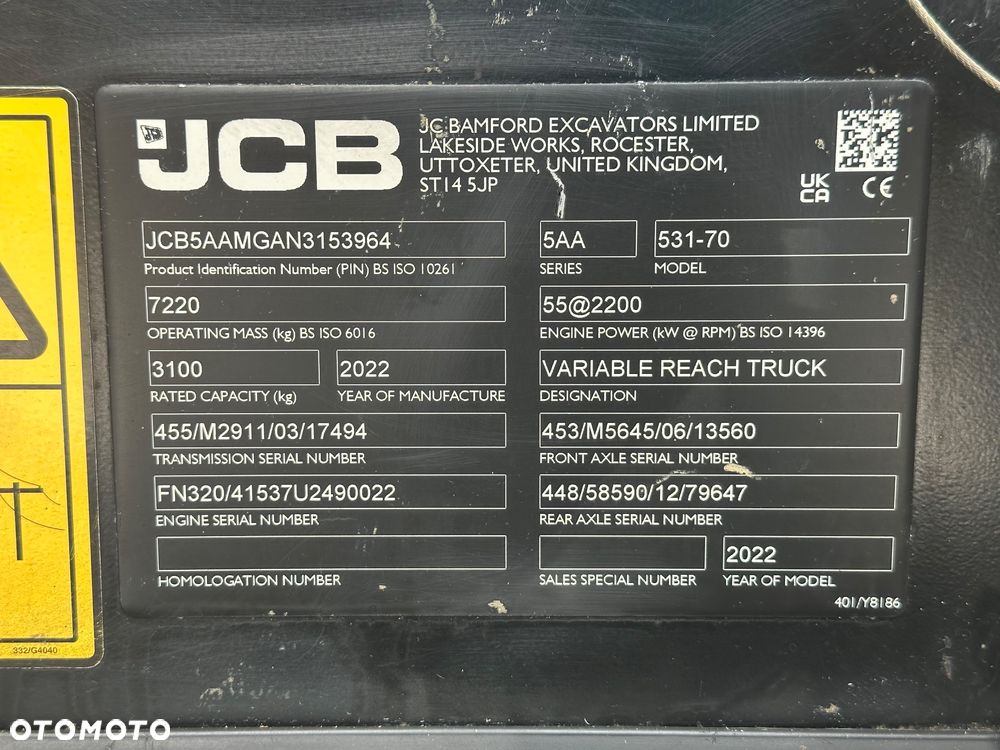 JCB
JC BAMFORD EXCAVATORS LIMITED
LAKESIDE WORKS, ROCESTER,
UTTOXETER, UNITED KINGDOM,
ST14 5JP
UK
CA
CE
JCB5AAMGAN3153964
Product Identification Number (PIN) BS ISO 10261
5AA
SERIES
531-70
MODEL
7220
OPERATING MASS (kg) BS ISO 6016
55@2200
ENGINE POWER (kW @ RPM) BS ISO 14396
3100
RATED CAPACITY (kg)
2022
YEAR OF MANUFACTURE
VARIABLE REACH TRUCK
DESIGNATION
455/M2911/03/17494
TRANSMISSION SERIAL NUMBER
453/M5645/06/13560
FRONT AXLE SERIAL NUMBER
FN320/41537U2490022
ENGINE SERIAL NUMBER
448/58590/12/79647
REAR AXLE SERIAL NUMBER
HOMOLOGATION NUMBER
SALES SPECIAL NUMBER
2022
YEAR OF MODEL
401/Y8186
332/G4040
OTOMOTO